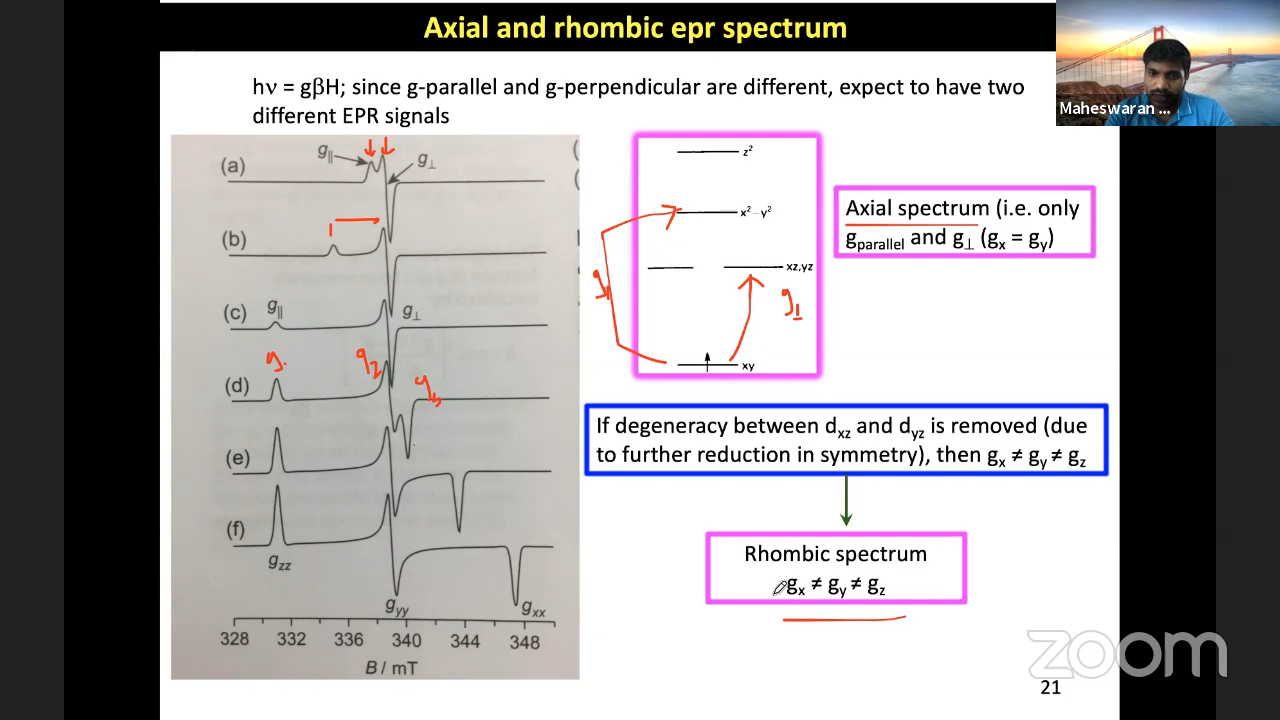 Axial and rhombic epr spectrum
hν = gβH; since g-parallel and g-perpendicular are different, expect to have two
different EPR signals
Maheswaran ...
(a)
g∥
g⊥
(b)
(c)
g∥
g⊥
(d)
g
g2
g3
(e)
(f)
gzz
gyy
gxx
328 332 336 340 344 348
B / mT
z²
x²–y²
xz,yz
xy
g∥
g⊥
Axial spectrum (i.e. only
gparallel and g⊥ (gx = gy)
If degeneracy between dxz and dyz is removed (due
to further reduction in symmetry), then gx ≠ gy ≠ gz
Rhombic spectrum
gx ≠ gy ≠ gz
zoom
21